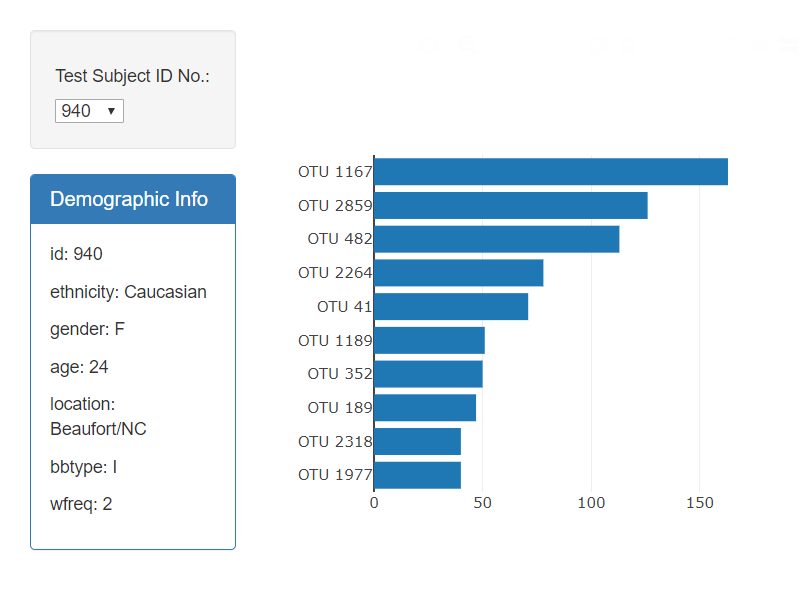 Test Subject ID No.:
940 ▼
Demographic Info
id: 940
ethnicity: Caucasian
gender: F
age: 24
location:
Beaufort/NC
bbtype: I
wfreq: 2
OTU 1167
OTU 2859
OTU 482
OTU 2264
OTU 41
OTU 1189
OTU 352
OTU 189
OTU 2318
OTU 1977
0 50 100 150